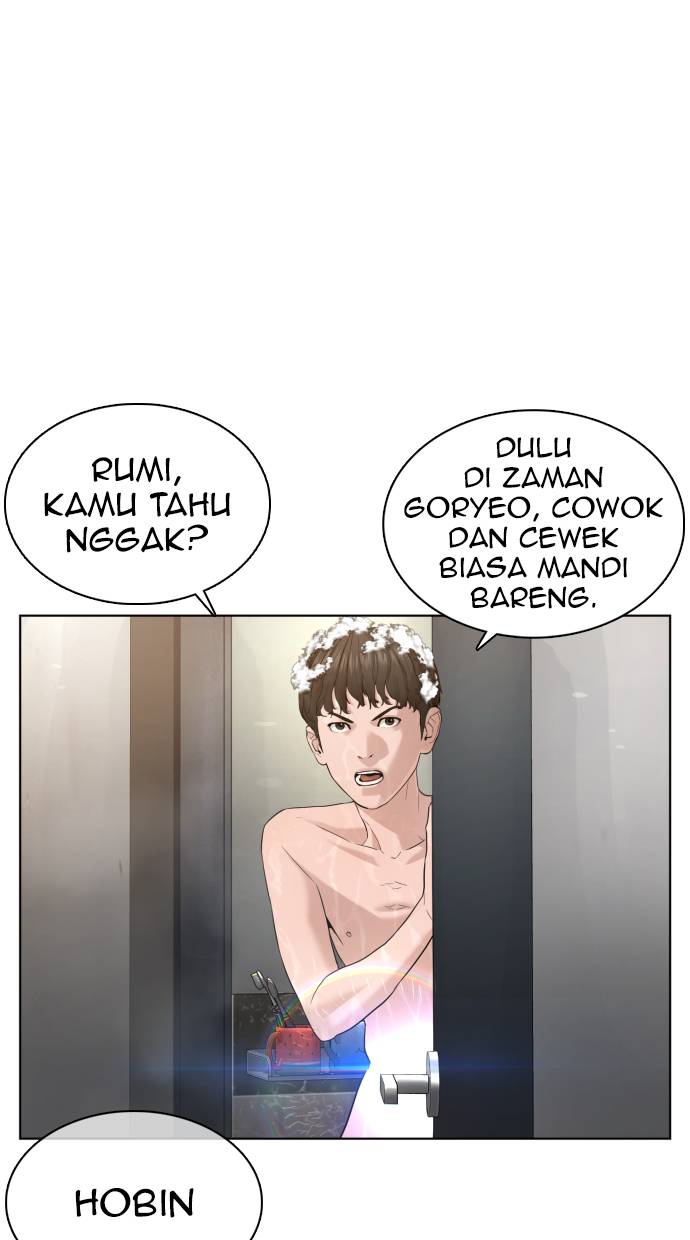 RUMI,
KAMU TAHU
NGGAK?
DULU
DI ZAMAN
GORYEO, COWOK
DAN CEWEK
BIASA MANDI
BARENG.
HOBIN